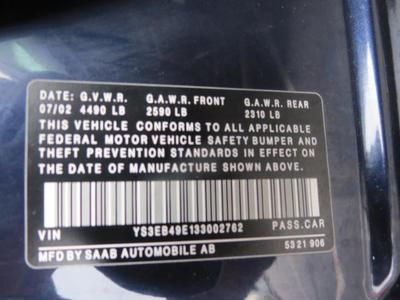 DATE: G.V.W.R. G.A.W.R. FRONT G.A.W.R. REAR
07/02 4490 LB 2590 LB 2310 LB
THIS VEHICLE CONFORMS TO ALL APPLICABLE
FEDERAL MOTOR VEHICLE SAFETY BUMPER AND
THEFT PREVENTION STANDARDS IN EFFECT ON
THE DATE OF MANUFACTURE SHOWN ABOVE.
VIN YS3EB49E133002762 PASS.CAR
MFD BY SAAB AUTOMOBILE AB 5321906